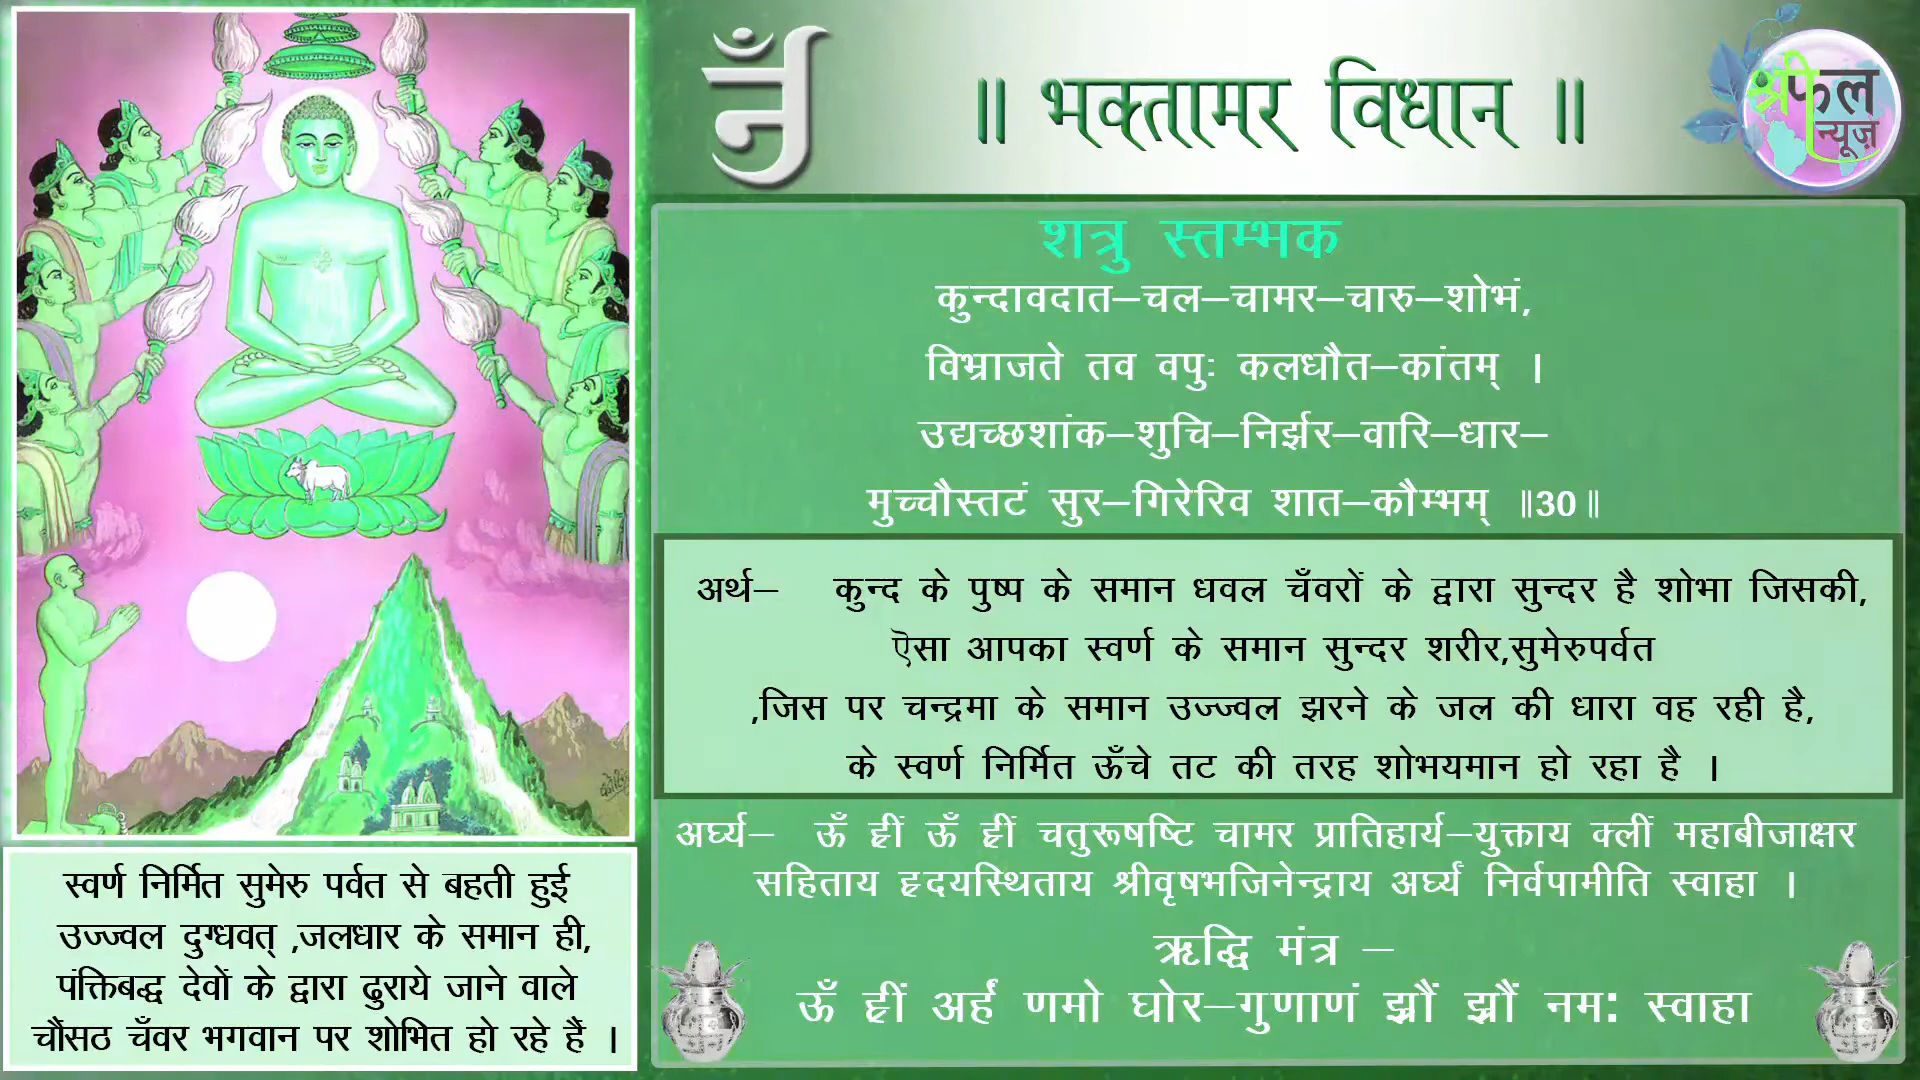 ॥ भक्तामर विधान ॥
श्रीफल
न्यूज़
शत्रु स्तम्भक
कुन्दावदात–चल–चामर–चारु–शोभं,
विभ्राजते तव वपुः कलधौत–कांतम् ।
उद्यच्छशांक–शुचि–निर्झर–वारि–धार–
मुच्चौस्तटं सुर–गिरेरिव शात–कौम्भम् ॥30॥
अर्थ– कुन्द के पुष्प के समान धवल चँवरों के द्वारा सुन्दर है शोभा जिसकी,
ऎसा आपका स्वर्ण के समान सुन्दर शरीर,सुमेरुपर्वत
,जिस पर चन्द्रमा के समान उज्ज्वल झरने के जल की धारा वह रही है,
के स्वर्ण निर्मित ऊँचे तट की तरह शोभयमान हो रहा है ।
अर्घ्य– ऊँ ह्रीं ऊँ ह्रीं चतुरूषष्टि चामर प्रातिहार्य–युक्ताय क्लीं महाबीजाक्षर
सहिताय हृदयस्थिताय श्रीवृषभजिनेन्द्राय अर्घ्यं निर्वपामीति स्वाहा ।
ऋद्धि मंत्र –
ऊँ ह्रीं अर्हं णमो घोर–गुणाणं झ्रौं झ्रौं नम: स्वाहा
स्वर्ण निर्मित सुमेरु पर्वत से बहती हुई
उज्ज्वल दुग्धवत् ,जलधार के समान ही,
पंक्तिबद्ध देवों के द्वारा ढुराये जाने वाले
चौंसठ चँवर भगवान पर शोभित हो रहे हैं ।